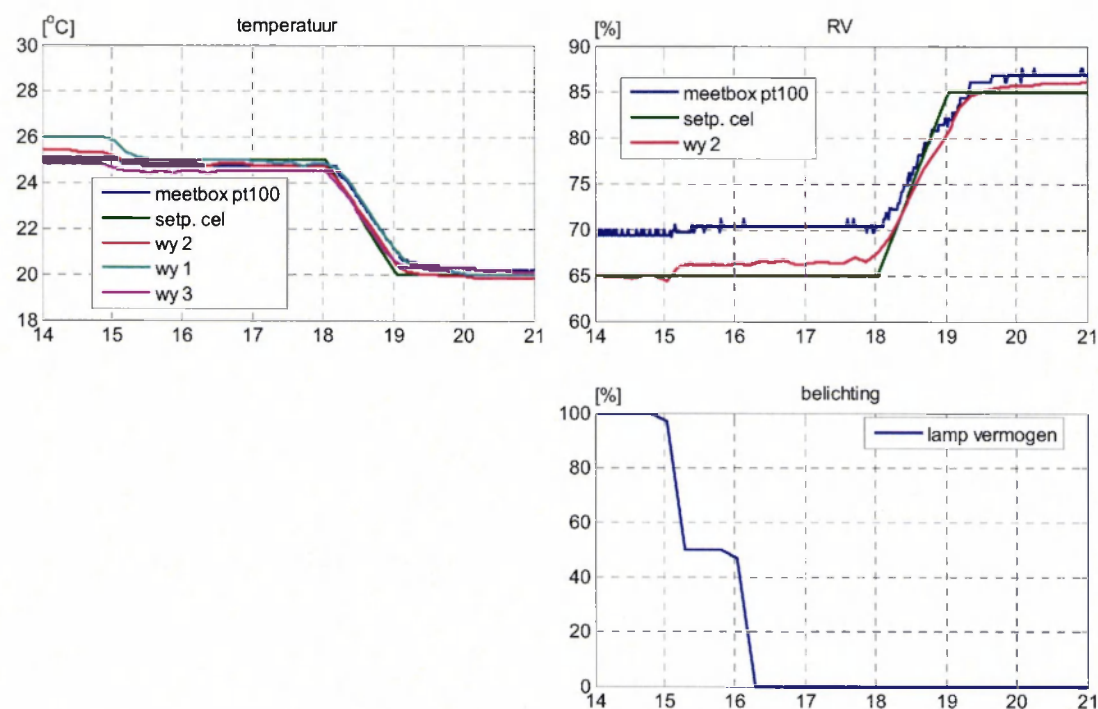 [°C]
temperatuur
30
28
26
24
22
20
18
meetbox pt100
setp. cel
wy 2
wy 1
wy 3
14 15 16 17 18 19 20 21
[%]
RV
90
85
80
75
70
65
60
meetbox pt100
setp. cel
wy 2
14 15 16 17 18 19 20 21
[%]
belichting
100
80
60
40
20
0
lamp vermogen
14 15 16 17 18 19 20 21